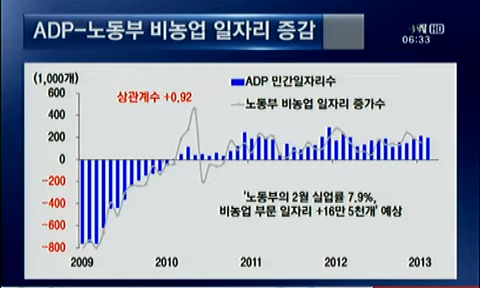 ADP-노동부 비농업 일자리 증감
HD
06:33
(1,000개)
상관계수 +0.92
ADP 민간일자리수
노동부 비농업 일자리 증가수
600
400
200
0
-200
-400
-600
-800
'노동부의 2월 실업률 7.9%,
비농업 부문 일자리 +16만 5천개' 예상
2009
2010
2011
2012
2013